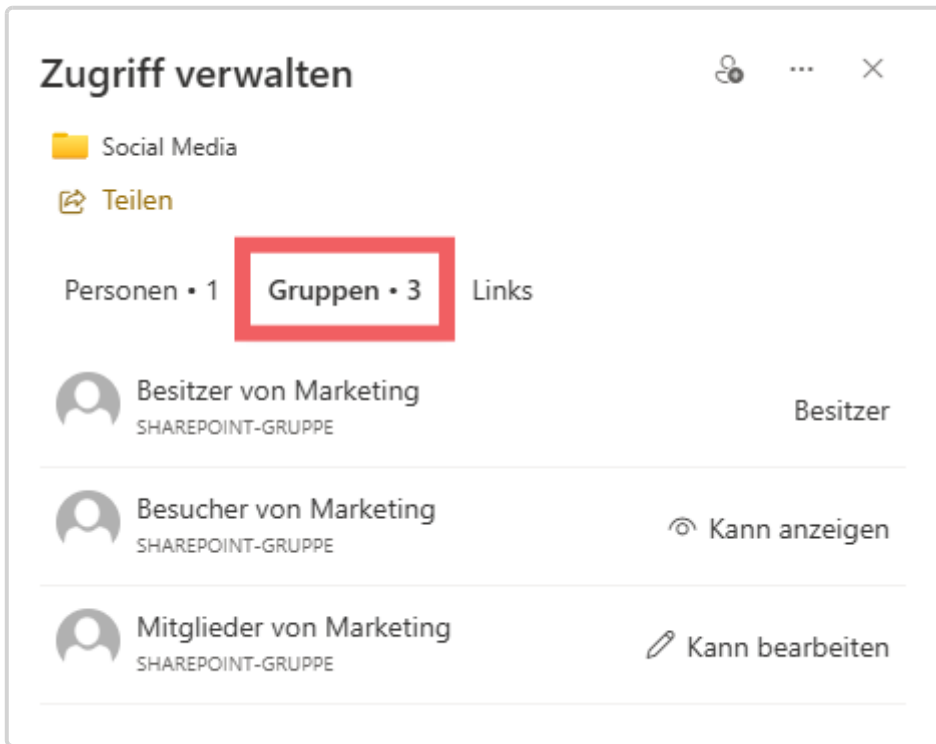 Zugriff verwalten
Social Media
Teilen
Personen • 1 Gruppen • 3 Links
Besitzer von Marketing
SHAREPOINT-GRUPPE
Besitzer
Besucher von Marketing
SHAREPOINT-GRUPPE
Kann anzeigen
Mitglieder von Marketing
SHAREPOINT-GRUPPE
Kann bearbeiten